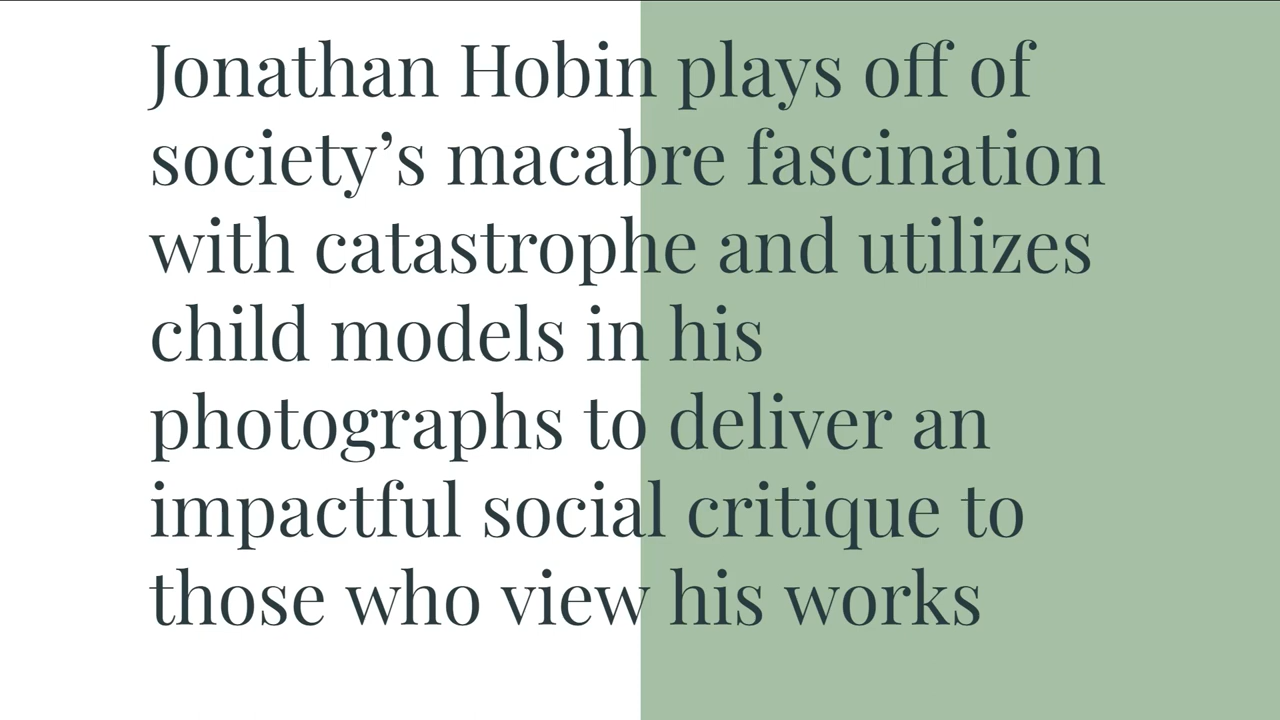 Jonathan Hobin plays off of
society’s macabre fascination
with catastrophe and utilizes
child models in his
photographs to deliver an
impactful social critique to
those who view his works